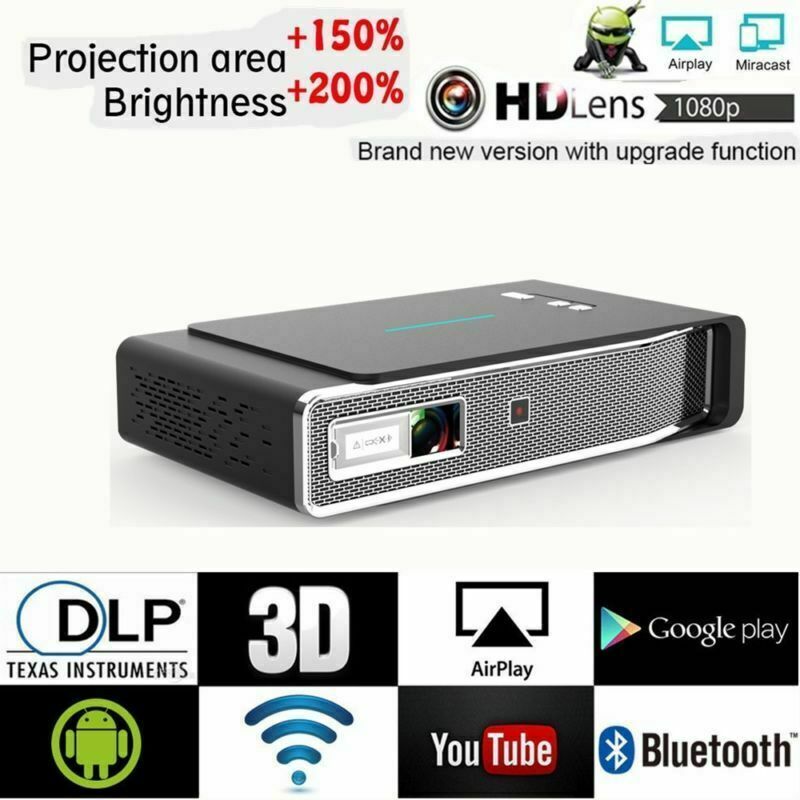 Projection area +150%
Brightness +200%
Airplay
Miracast
HD Lens 1080p
Brand new version with upgrade function
DLP®
TEXAS INSTRUMENTS
3D
AirPlay
Google play
YouTube
Bluetooth™